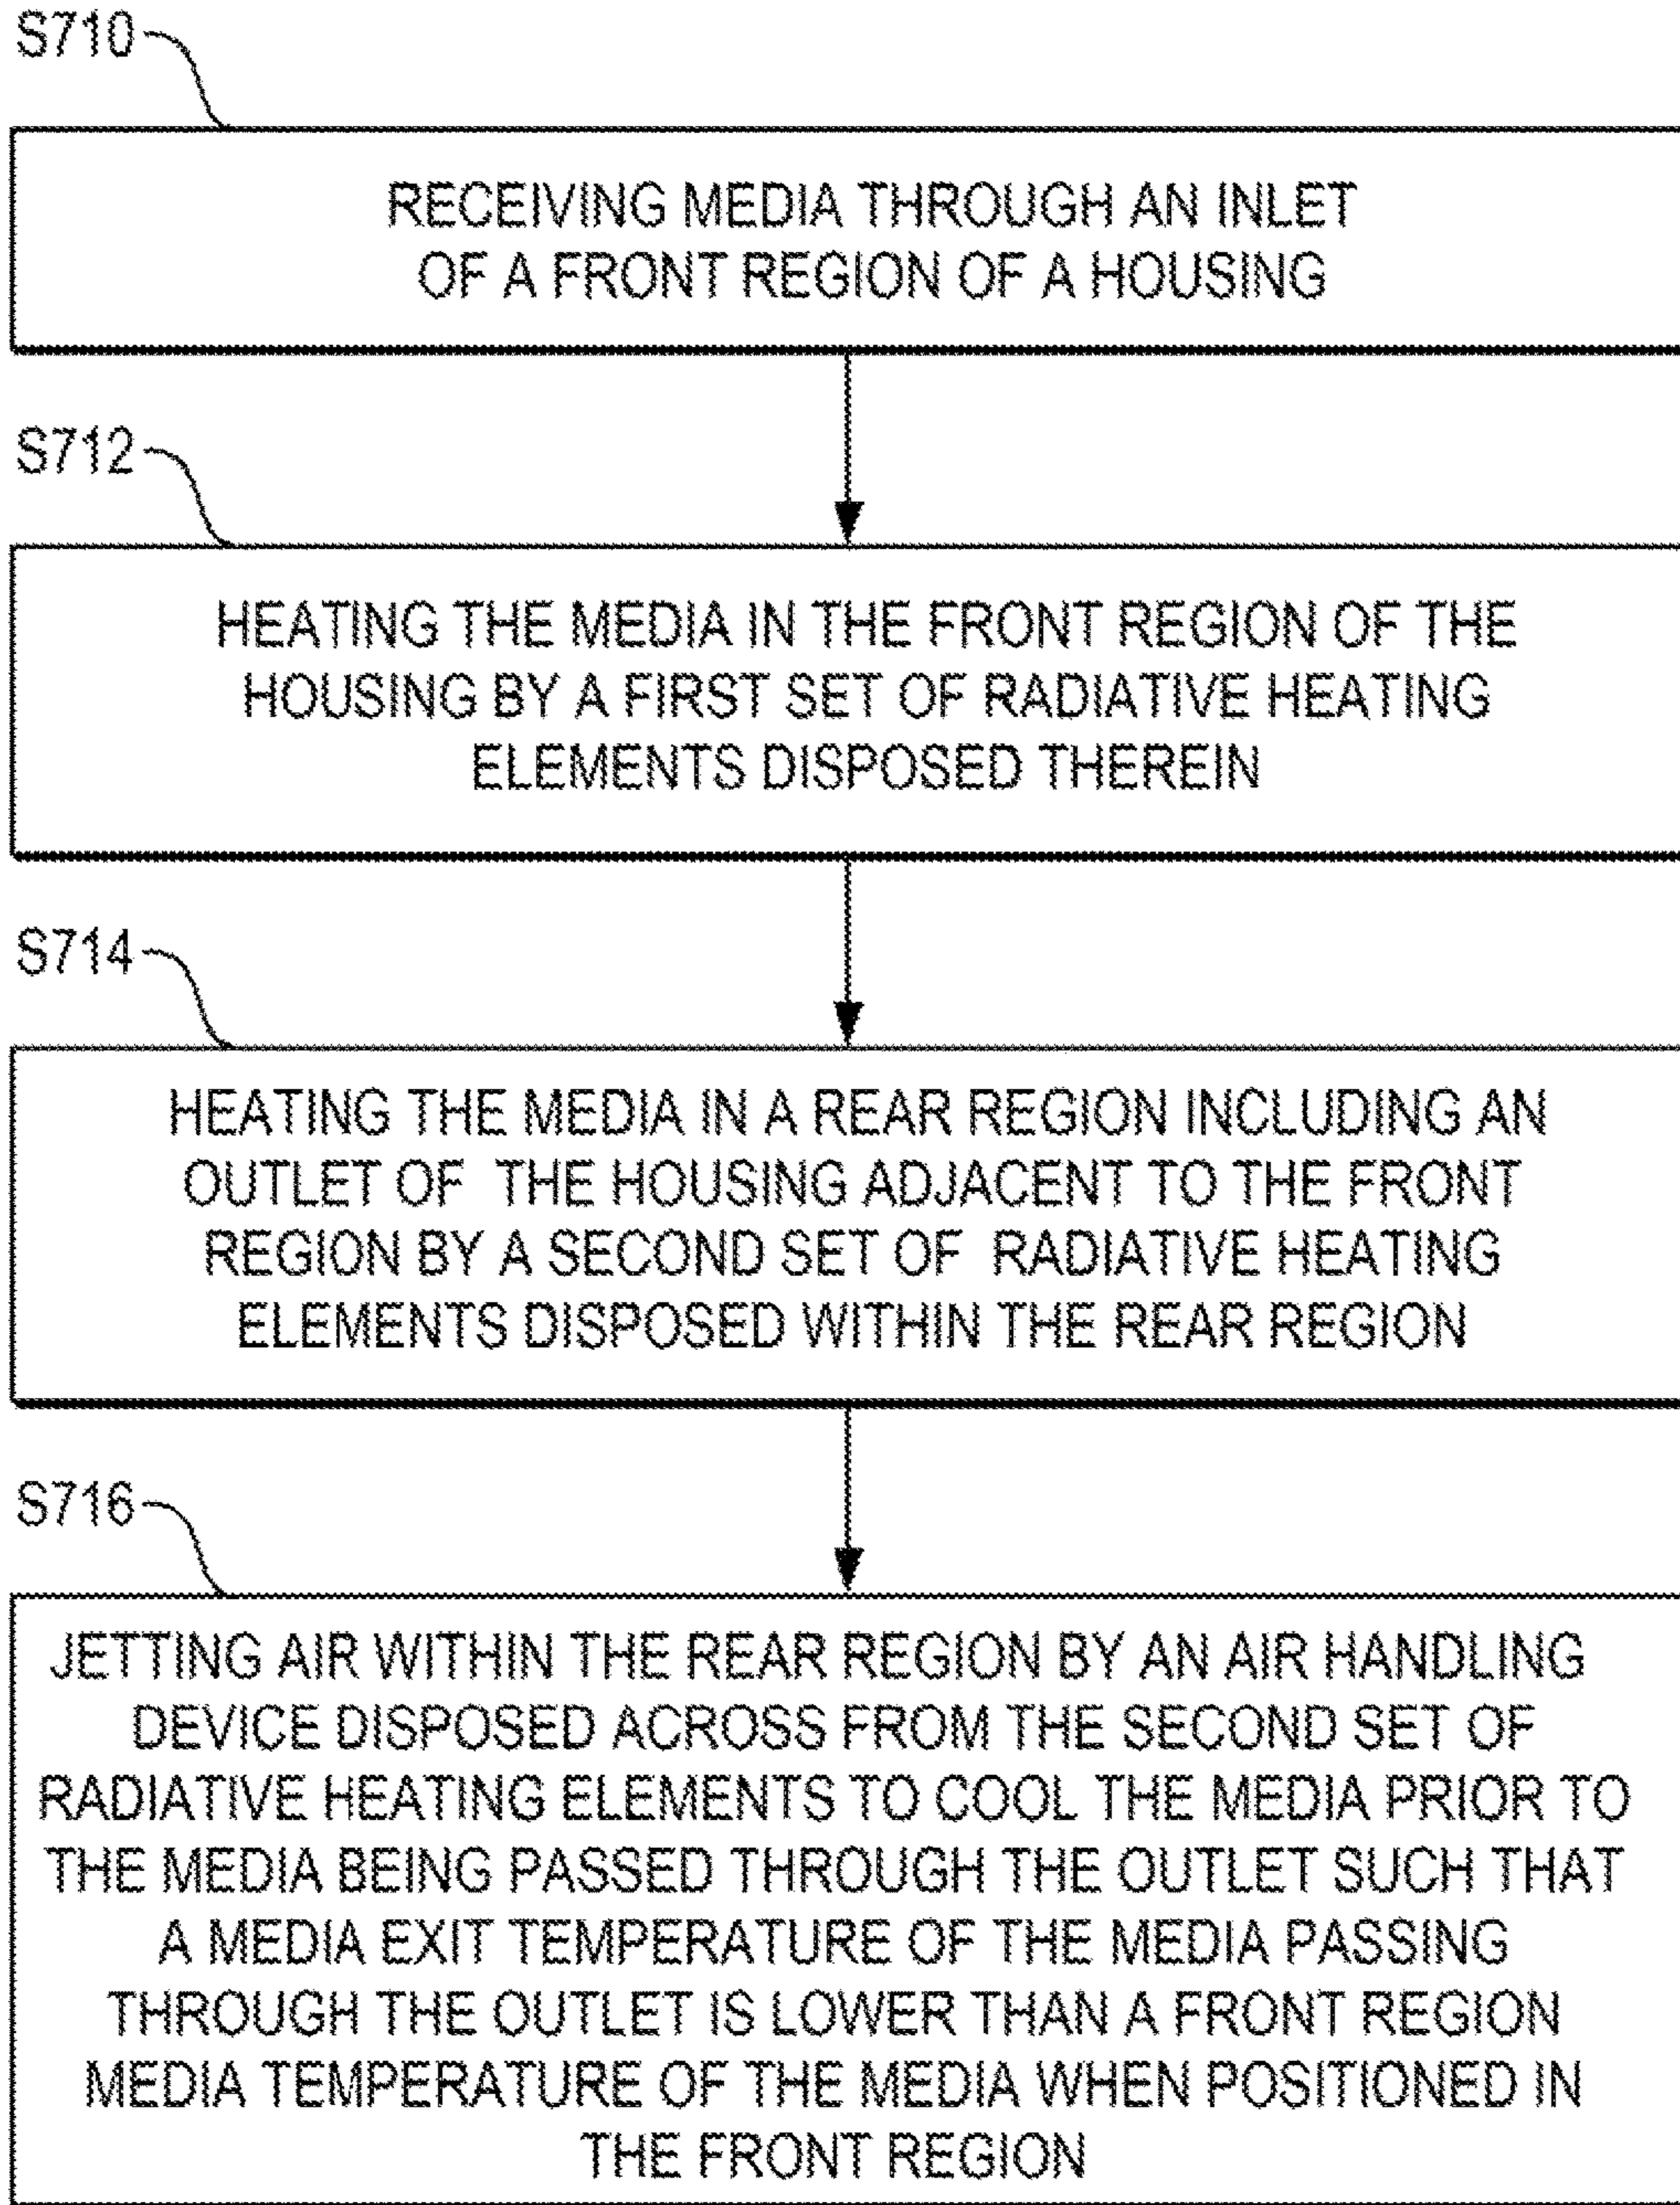 S710
RECEIVING MEDIA THROUGH AN INLET
OF A FRONT REGION OF A HOUSING
S712
HEATING THE MEDIA IN THE FRONT REGION OF THE
HOUSING BY A FIRST SET OF RADIATIVE HEATING
ELEMENTS DISPOSED THEREIN
S714
HEATING THE MEDIA IN A REAR REGION INCLUDING AN
OUTLET OF THE HOUSING ADJACENT TO THE FRONT
REGION BY A SECOND SET OF RADIATIVE HEATING
ELEMENTS DISPOSED WITHIN THE REAR REGION
S716
JETTING AIR WITHIN THE REAR REGION BY AN AIR HANDLING
DEVICE DISPOSED ACROSS FROM THE SECOND SET OF
RADIATIVE HEATING ELEMENTS TO COOL THE MEDIA PRIOR TO
THE MEDIA BEING PASSED THROUGH THE OUTLET SUCH THAT
A MEDIA EXIT TEMPERATURE OF THE MEDIA PASSING
THROUGH THE OUTLET IS LOWER THAN A FRONT REGION
MEDIA TEMPERATURE OF THE MEDIA WHEN POSITIONED IN
THE FRONT REGION